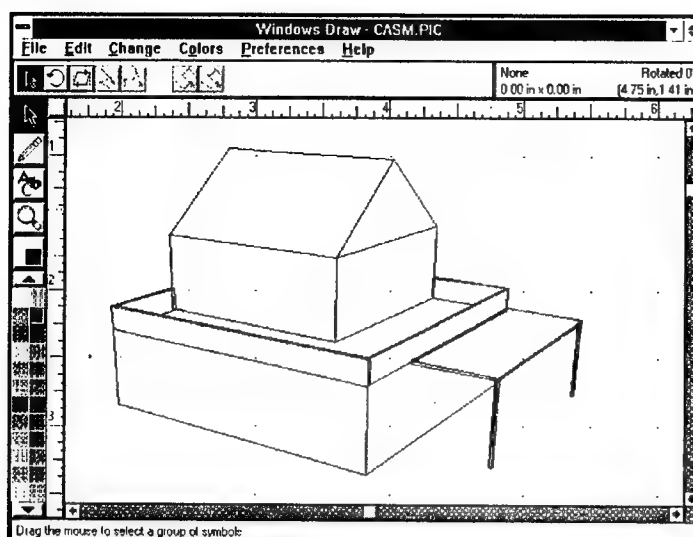 Windows Draw - CASM.PIC
File Edit Change Colors Preferences Help
None Rotated 0°
0.00 in x 0.00 in (4.75 in,1.41 in
2 3 4 5 6
1
2
3
Drag the mouse to select a group of symbols